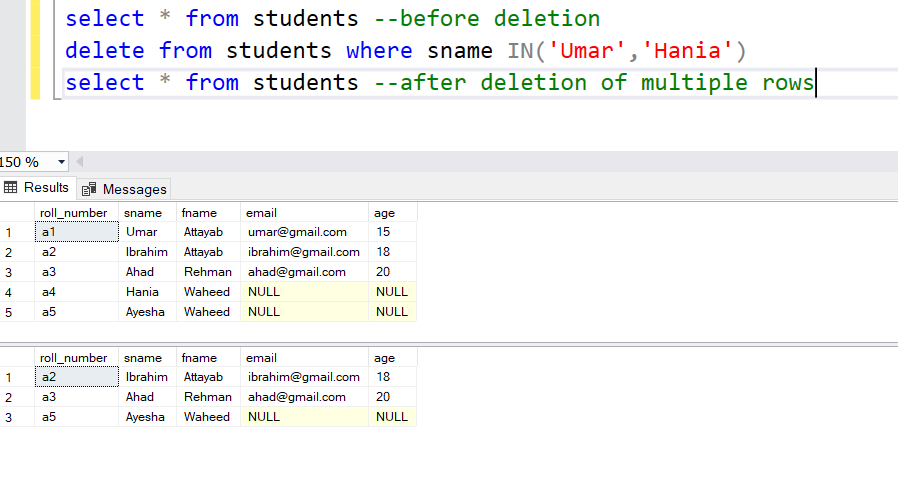 select * from students --before deletion
delete from students where sname IN('Umar','Hania')
select * from students --after deletion of multiple rows
150 %
Results Messages
roll_number sname fname email age
1 a1 Umar Attayab umar@gmail.com 15
2 a2 Ibrahim Attayab ibrahim@gmail.com 18
3 a3 Ahad Rehman ahad@gmail.com 20
4 a4 Hania Waheed NULL NULL
5 a5 Ayesha Waheed NULL NULL
roll_number sname fname email age
1 a2 Ibrahim Attayab ibrahim@gmail.com 18
2 a3 Ahad Rehman ahad@gmail.com 20
3 a5 Ayesha Waheed NULL NULL